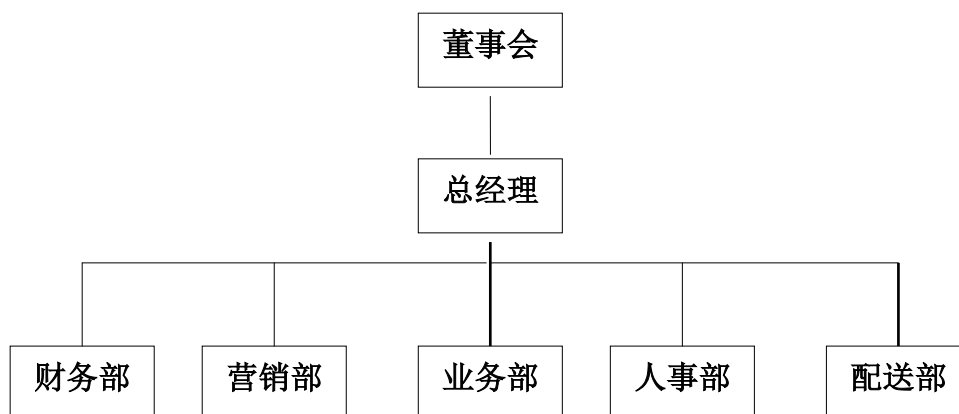 董事会
总经理
财务部
营销部
业务部
人事部
配送部